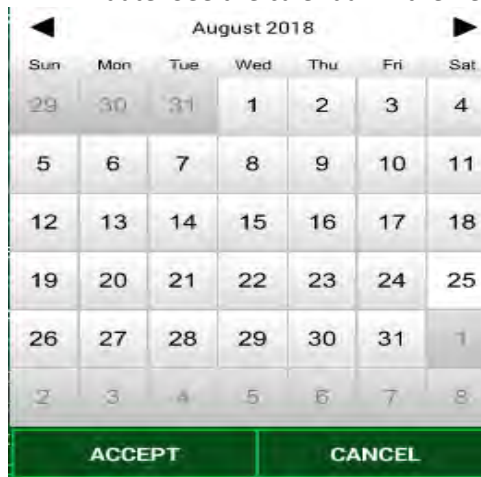 August 2018
Sun Mon Tue Wed Thu Fri Sat
29 30 31 1 2 3 4
5 6 7 8 9 10 11
12 13 14 15 16 17 18
19 20 21 22 23 24 25
26 27 28 29 30 31 1
2 3 4 5 6 7 8
ACCEPT CANCEL